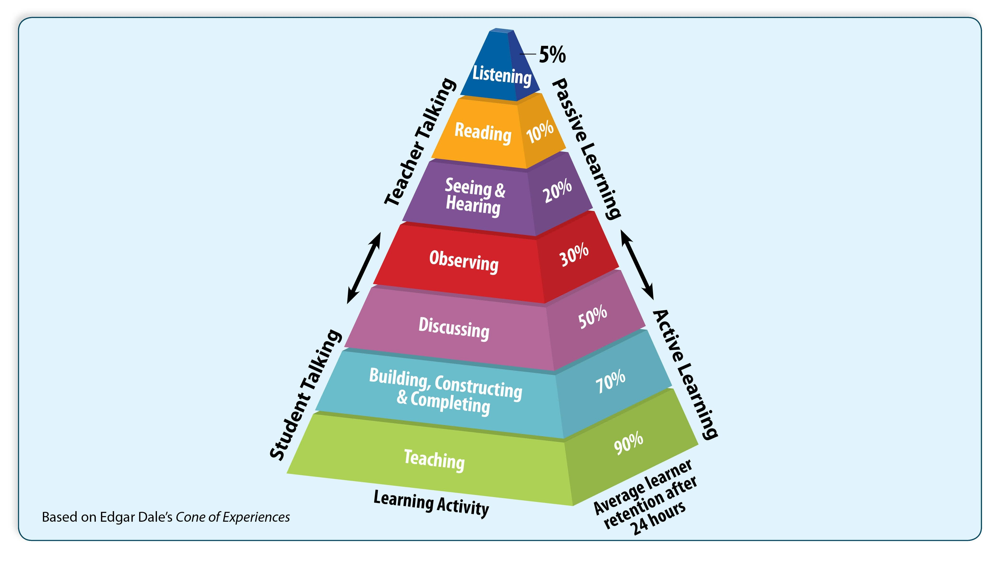 5%
Listening
Reading
10%
Seeing &
Hearing
20%
Observing
30%
Discussing
50%
Building, Constructing
& Completing
70%
Teaching
90%
Teacher Talking
Student Talking
Passive Learning
Active Learning
Learning Activity
Average learner
retention after
24 hours
Based on Edgar Dale's Cone of Experiences